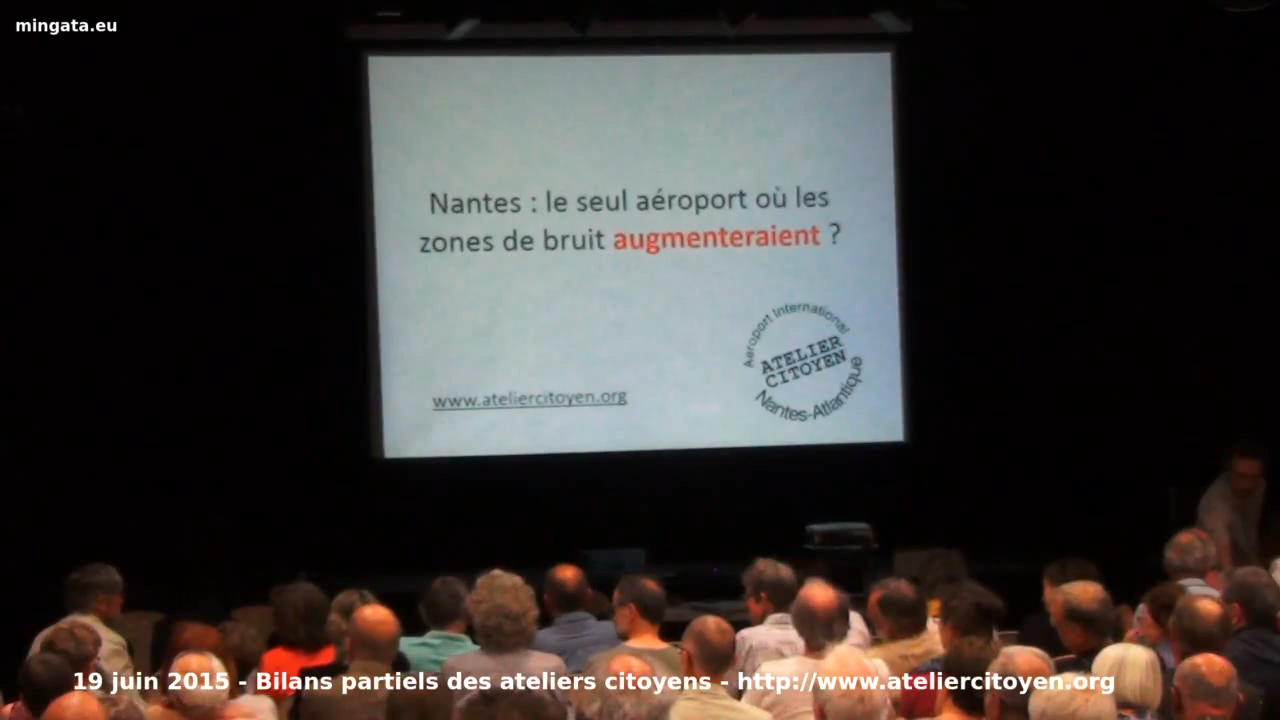 mingata.eu
Nantes : le seul aéroport où les
zones de bruit augmenteraient ?
Aéroport International
ATELIER
CITOYEN
Nantes-Atlantique
www.ateliercitoyen.org
19 juin 2015 - Bilans partiels des ateliers citoyens - http://www.ateliercitoyen.org